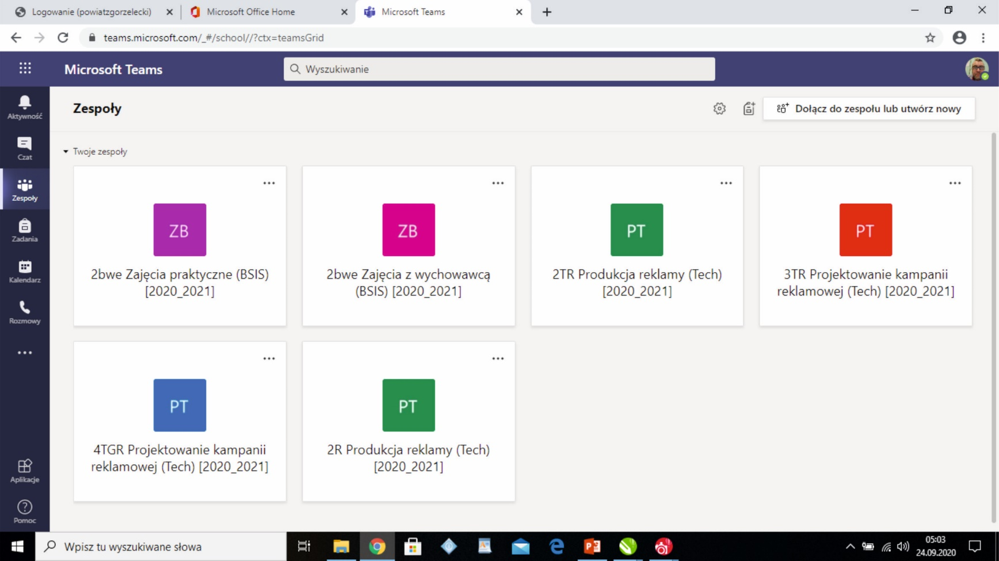 Logowanie (powiatzgorzelecki)
Microsoft Office Home
Microsoft Teams
teams.microsoft.com/_#/school//?ctx=teamsGrid
Microsoft Teams
Wyszukiwanie
Aktywność
Czat
Zespoły
Zadania
Kalendarz
Rozmowy
Aplikacje
Pomoc
Zespoły
Dołącz do zespołu lub utwórz nowy
Twoje zespoły
ZB
2bwe Zajęcia praktyczne (BSIS)
[2020_2021]
ZB
2bwe Zajęcia z wychowawcą
(BSIS) [2020_2021]
PT
2TR Produkcja reklamy (Tech)
[2020_2021]
PT
3TR Projektowanie kampanii
reklamowej (Tech) [2020_2021]
PT
4TGR Projektowanie kampanii
reklamowej (Tech) [2020_2021]
PT
2R Produkcja reklamy (Tech)
[2020_2021]
Wpisz tu wyszukiwane słowa
05:03
24.09.2020